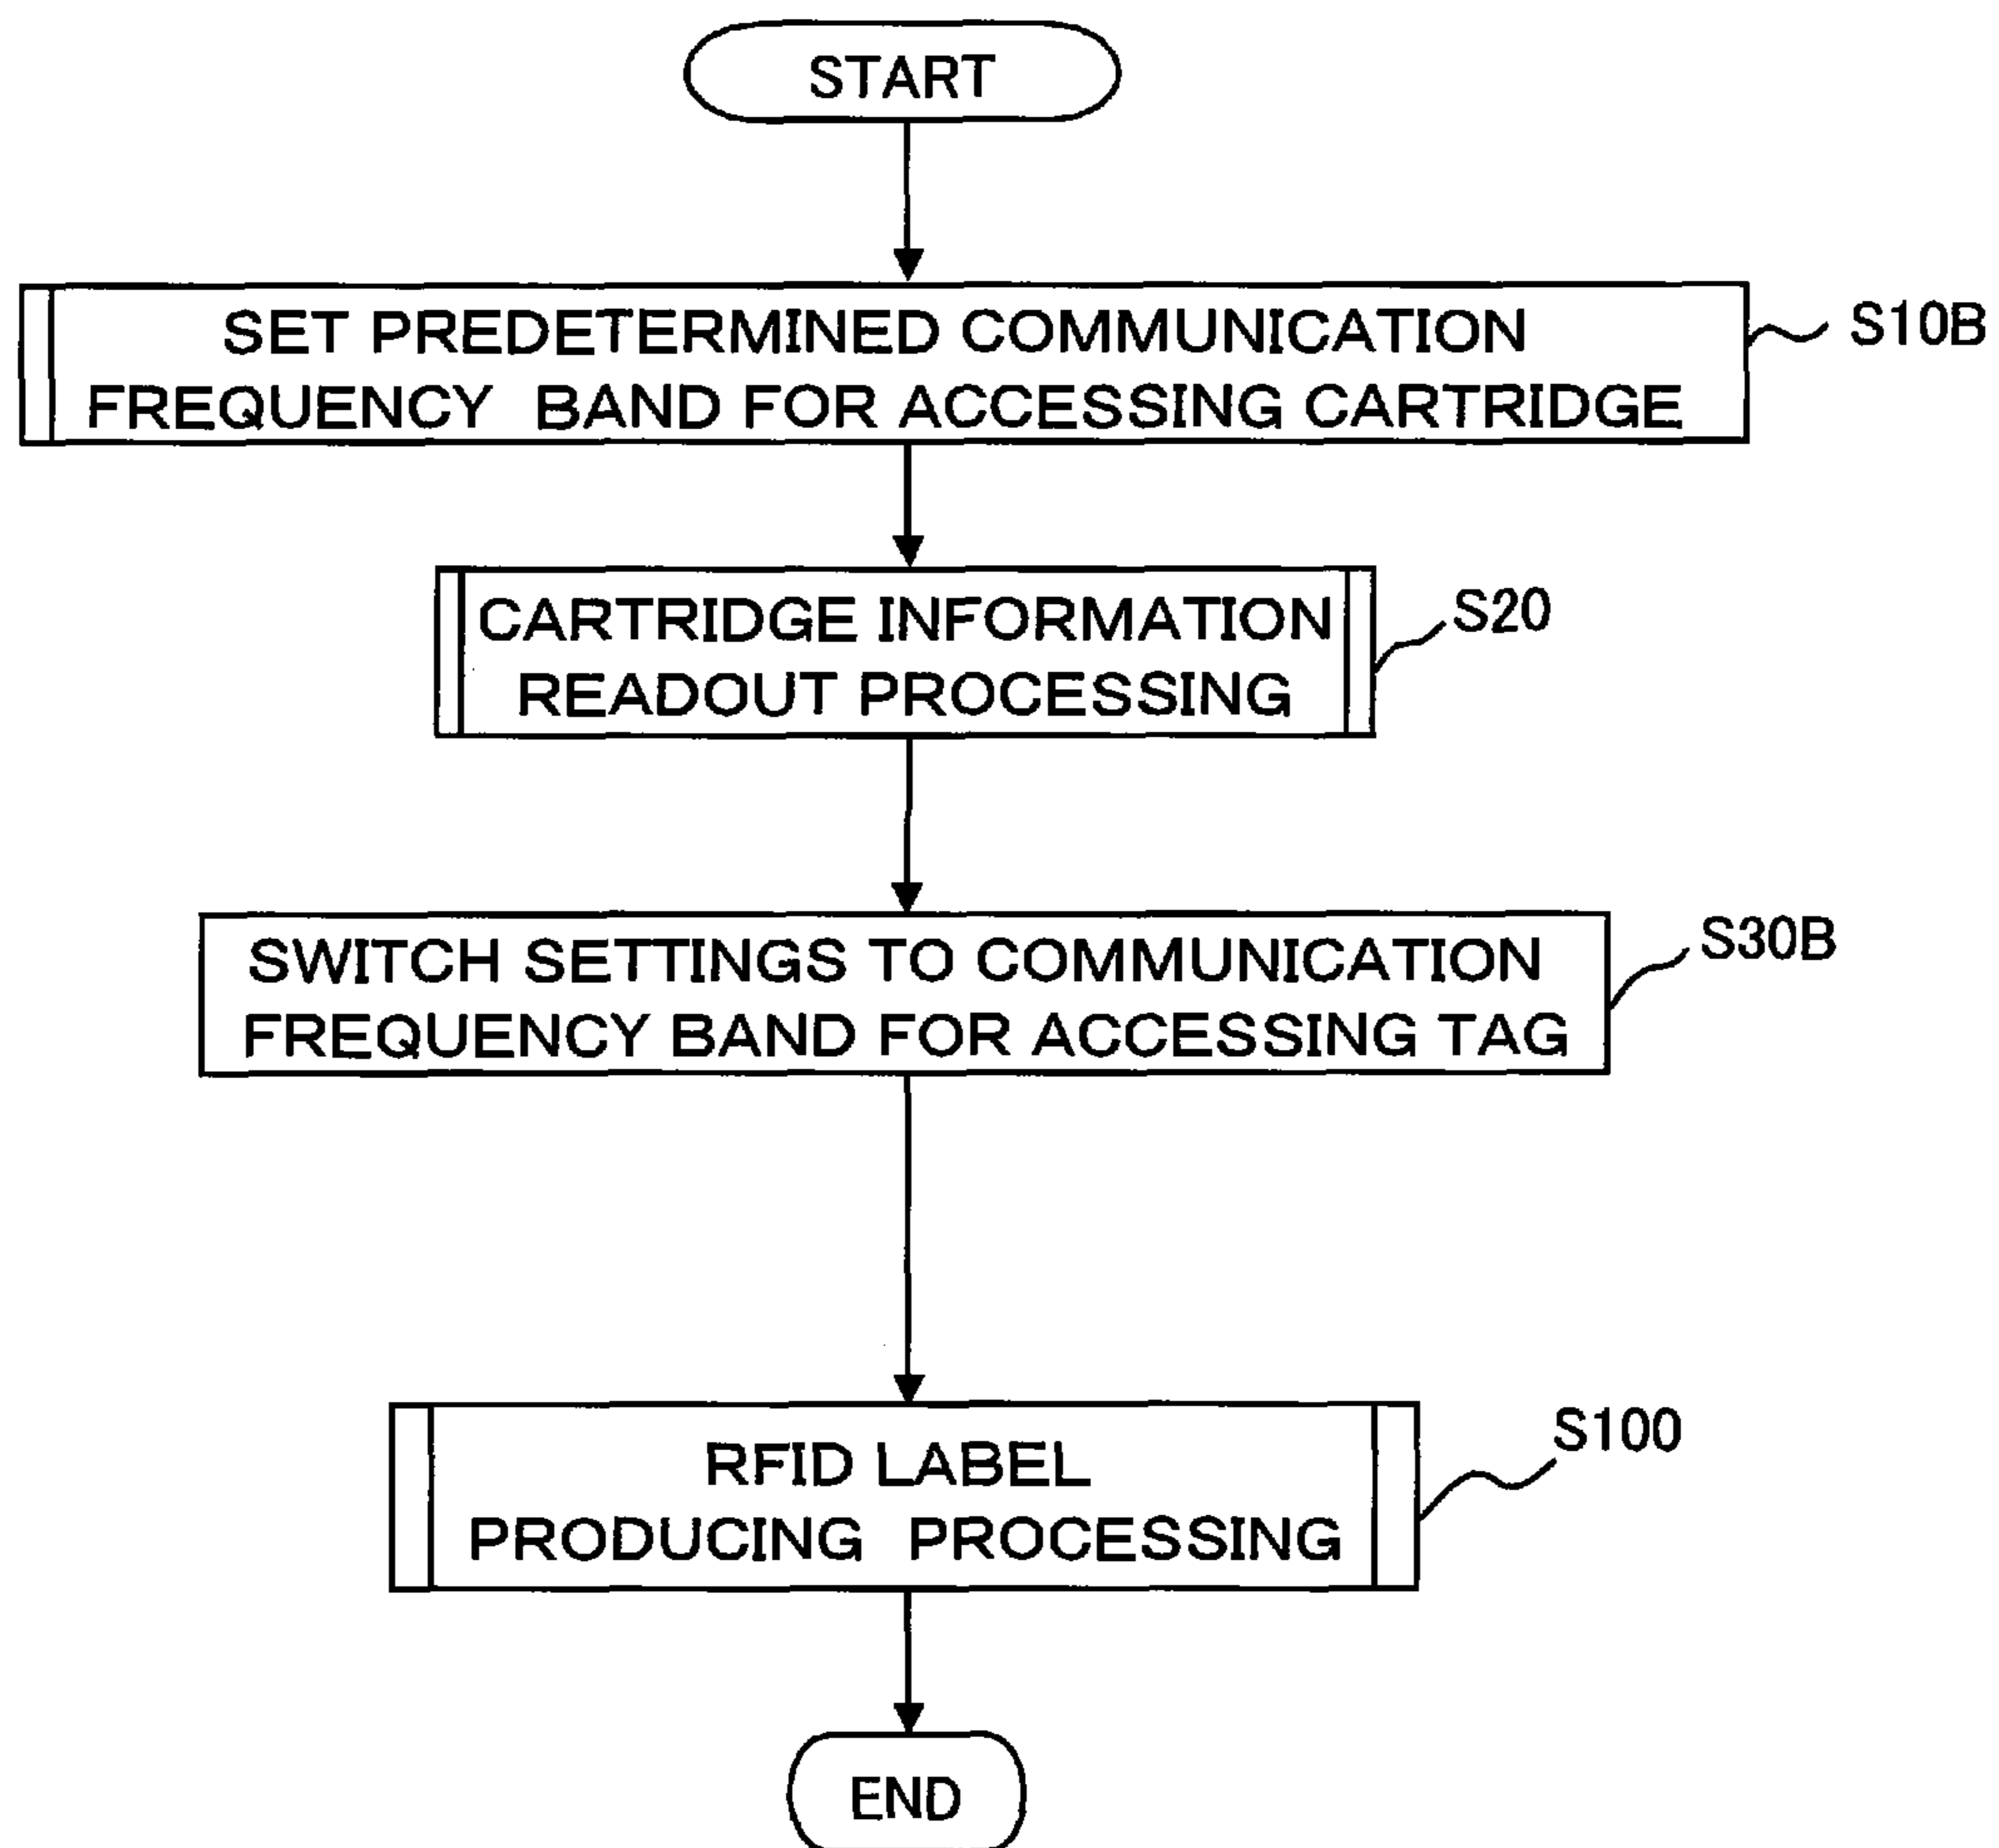 START
SET PREDETERMINED COMMUNICATION
FREQUENCY BAND FOR ACCESSING CARTRIDGE
S10B
CARTRIDGE INFORMATION
READOUT PROCESSING
S20
SWITCH SETTINGS TO COMMUNICATION
FREQUENCY BAND FOR ACCESSING TAG
S30B
RFID LABEL
PRODUCING PROCESSING
S100
END